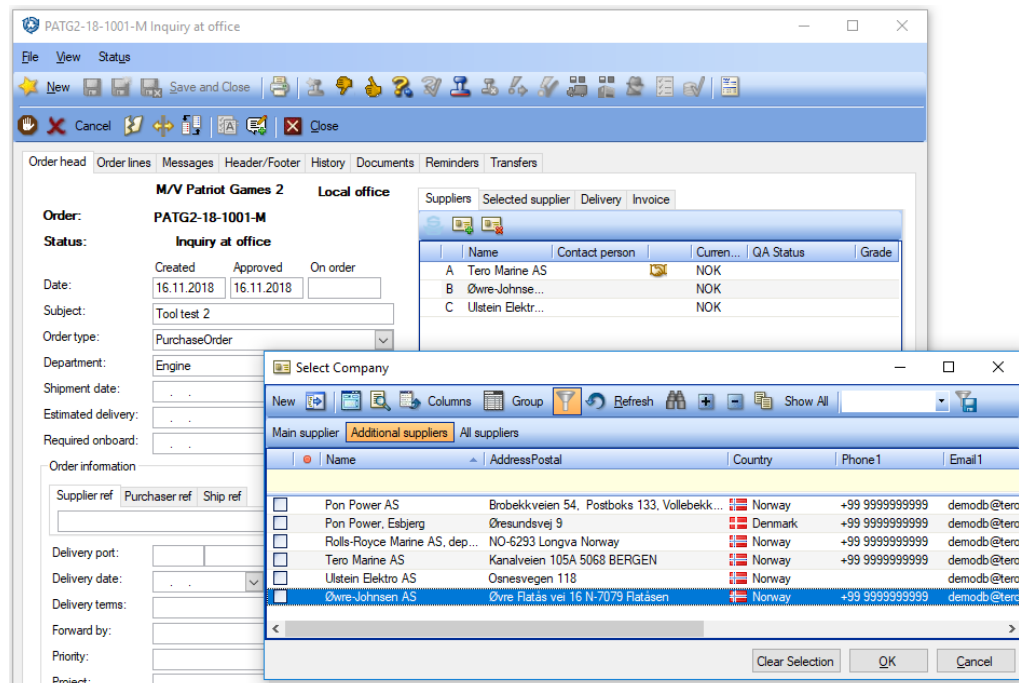 PATG2-18-1001-M Inquiry at office
File View Status
New Save and Close
Cancel Close
Order head Order lines Messages Header/Footer History Documents Reminders Transfers
M/V Patriot Games 2 Local office
Order: PATG2-18-1001-M
Status: Inquiry at office
Created Approved On order
Date: 16.11.2018 16.11.2018
Subject: Tool test 2
Order type: PurchaseOrder
Department: Engine
Shipment date: . .
Estimated delivery: . .
Required onboard: . .
Order information
Supplier ref Purchaser ref Ship ref
Delivery port:
Delivery date: . .
Delivery terms:
Forward by:
Priority:
Project:
Suppliers Selected supplier Delivery Invoice
Name Contact person Curren... QA Status Grade
A Tero Marine AS NOK
B Øwre-Johnse... NOK
C Ulstein Elektr... NOK
Select Company
New Columns Group Refresh Show All
Main supplier Additional suppliers All suppliers
Name AddressPostal Country Phone1 Email1
Pon Power AS Brobekkveien 54, Postboks 133, Vollebekk... Norway +99 9999999999 demodb@tero
Pon Power, Esbjerg Øresundsvej 9 Denmark +99 9999999999 demodb@tero
Rolls-Royce Marine AS, dep... NO-6293 Longva Norway Norway +99 9999999999 demodb@tero
Tero Marine AS Kanalveien 105A 5068 BERGEN Norway +99 9999999999 demodb@tero
Ulstein Elektro AS Osnesvegen 118 Norway demodb@tero
Øwre-Johnsen AS Øvre Flatås vei 16 N-7079 Flatåsen Norway +99 9999999999 demodb@tero
Clear Selection OK Cancel